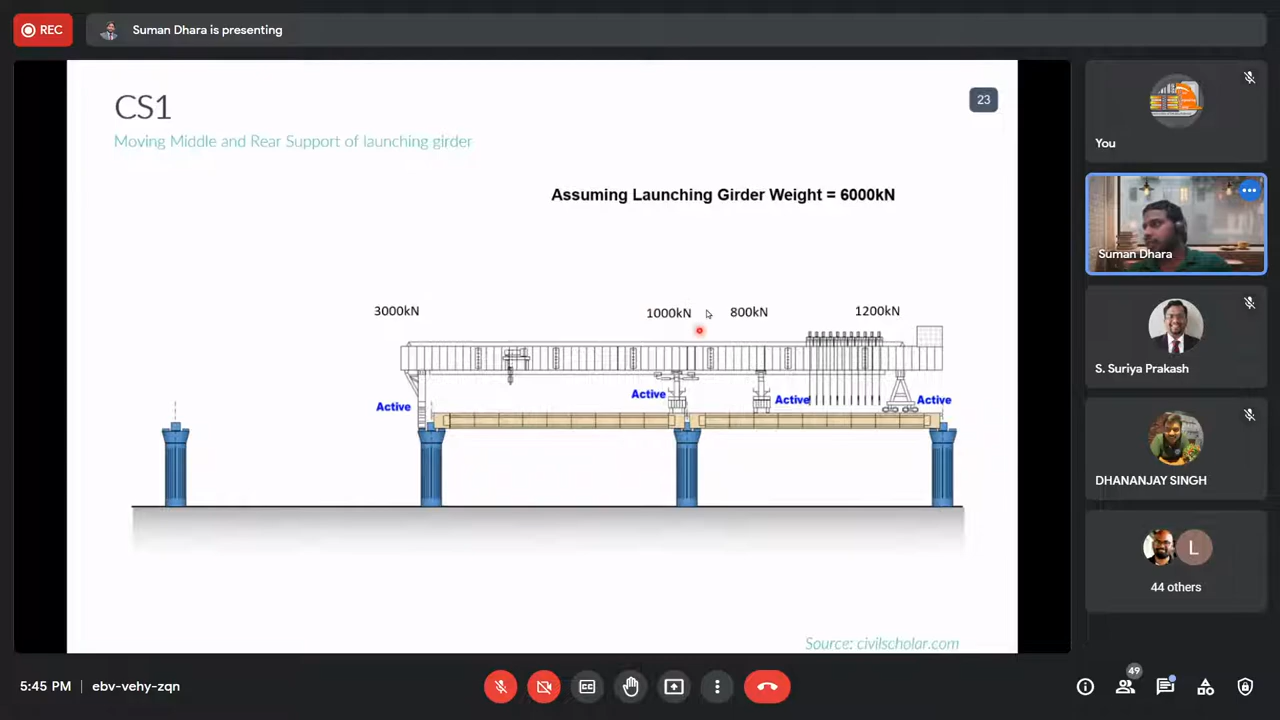 REC
Suman Dhara is presenting
CS1
23
Moving Middle and Rear Support of launching girder
Assuming Launching Girder Weight = 6000kN
3000kN
1000kN
800kN
1200kN
Active
Active
Active
Active
Source: civilscholar.com
You
Suman Dhara
S. Suriya Prakash
DHANANJAY SINGH
L
44 others
5:45 PM
ebv-vehy-zqn
CC
49